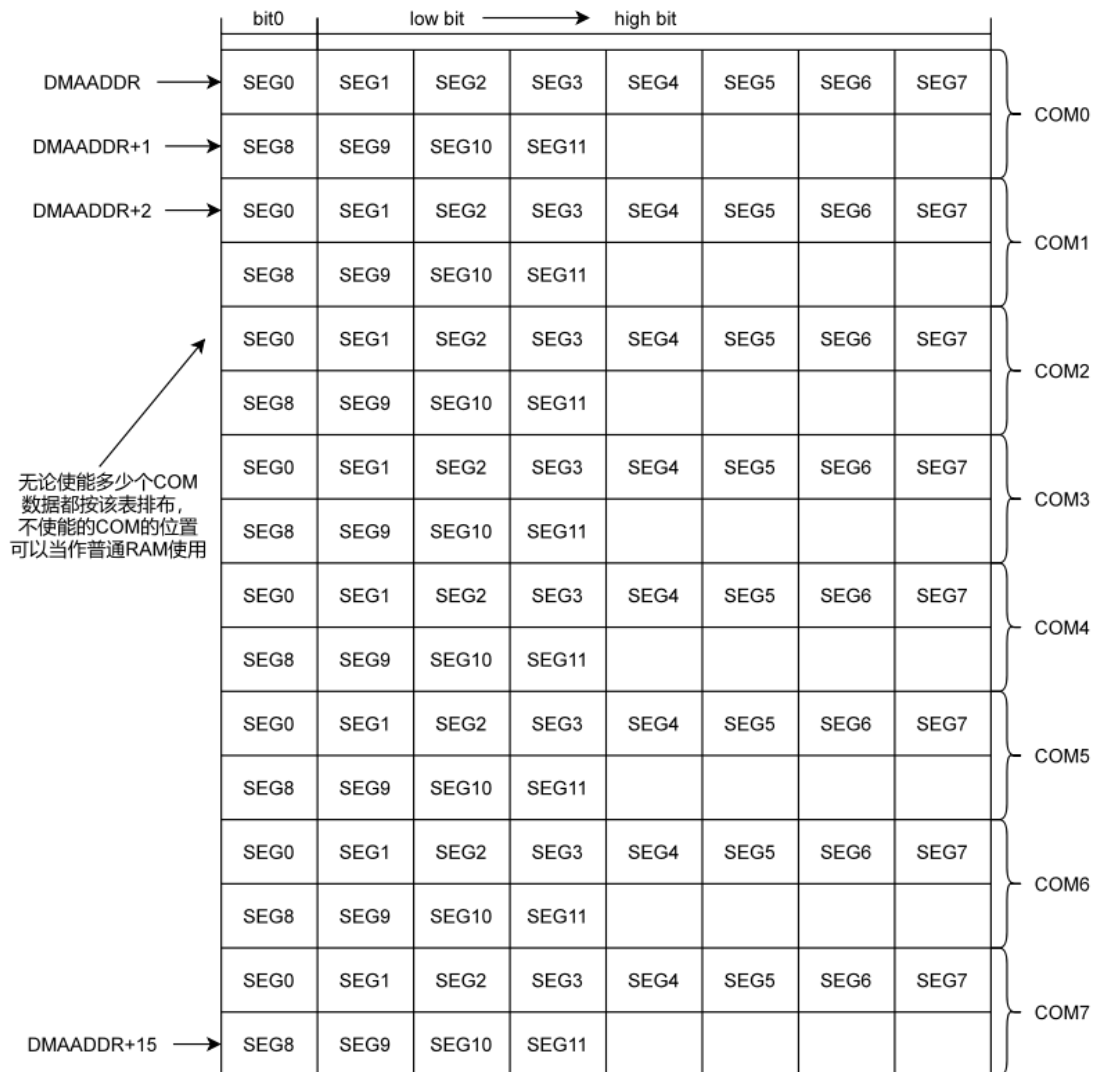 bit0 low bit high bit
DMAADDR SEG0 SEG1 SEG2 SEG3 SEG4 SEG5 SEG6 SEG7
COM0
DMAADDR+1 SEG8 SEG9 SEG10 SEG11
DMAADDR+2 SEG0 SEG1 SEG2 SEG3 SEG4 SEG5 SEG6 SEG7
COM1
SEG8 SEG9 SEG10 SEG11
SEG0 SEG1 SEG2 SEG3 SEG4 SEG5 SEG6 SEG7
COM2
SEG8 SEG9 SEG10 SEG11
SEG0 SEG1 SEG2 SEG3 SEG4 SEG5 SEG6 SEG7
无论使能多少个COM
数据都按该表排布，
不使能的COM的位置
可以当作普通RAM使用
COM3
SEG8 SEG9 SEG10 SEG11
SEG0 SEG1 SEG2 SEG3 SEG4 SEG5 SEG6 SEG7
COM4
SEG8 SEG9 SEG10 SEG11
SEG0 SEG1 SEG2 SEG3 SEG4 SEG5 SEG6 SEG7
COM5
SEG8 SEG9 SEG10 SEG11
SEG0 SEG1 SEG2 SEG3 SEG4 SEG5 SEG6 SEG7
COM6
SEG8 SEG9 SEG10 SEG11
SEG0 SEG1 SEG2 SEG3 SEG4 SEG5 SEG6 SEG7
COM7
DMAADDR+15 SEG8 SEG9 SEG10 SEG11